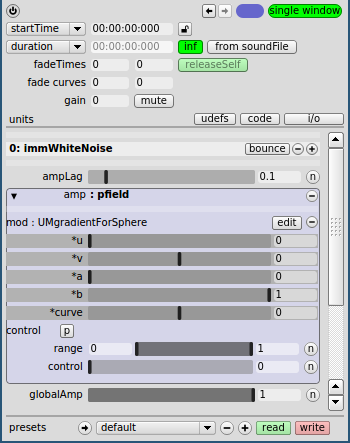 single window
startTime 00:00:00:000
duration 00:00:00:000 inf from soundFile
fadeTimes 0 0 releaseSelf
fade curves 0 0
gain 0 mute
units udefs code i/o
0: immWhiteNoise bounce
ampLag 0.1 n
amp : pfield
mod : UMgradientForSphere edit
*u 0
*v 0
*a 0
*b 1
*curve 0
control p
range 0 1 n
control 0 n
globalAmp 1 n
presets default read write